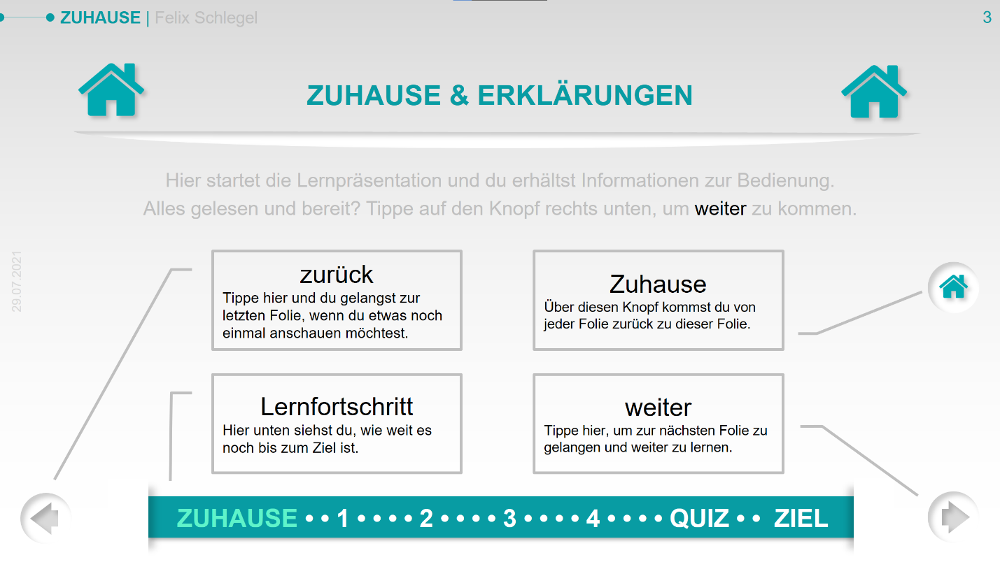 ZUHAUSE | Felix Schlegel
3
ZUHAUSE & ERKLÄRUNGEN
Hier startet die Lernpräsentation und du erhältst Informationen zur Bedienung.
Alles gelesen und bereit? Tippe auf den Knopf rechts unten, um weiter zu kommen.
29.07.2021
zurück
Tippe hier und du gelangst zur
letzten Folie, wenn du etwas noch
einmal anschauen möchtest.
Zuhause
Über diesen Knopf kommst du von
jeder Folie zurück zu dieser Folie.
Lernfortschritt
Hier unten siehst du, wie weit es
noch bis zum Ziel ist.
weiter
Tippe hier, um zur nächsten Folie zu
gelangen und weiter zu lernen.
ZUHAUSE • • 1 • • • • 2 • • • • 3 • • • • 4 • • • • QUIZ • • ZIEL